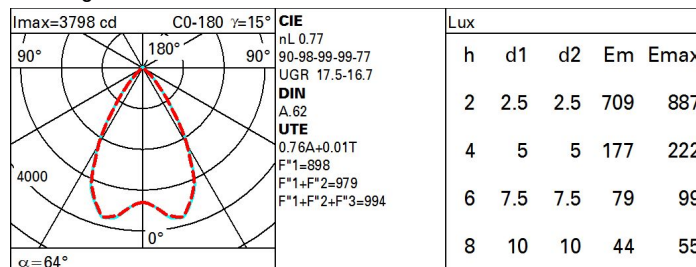 Imax=3798 cd C0-180 γ=15°
90° 180° 90°
4000
0°
α=64°
CIE
nL 0.77
90-98-99-99-77
UGR 17.5-16.7
DIN
A.62
UTE
0.76A+0.01T
F"1=898
F"1+F"2=979
F"1+F"2+F"3=994
Lux
h d1 d2 Em Emax
2 2.5 2.5 709 887
4 5 5 177 222
6 7.5 7.5 79 99
8 10 10 44 55